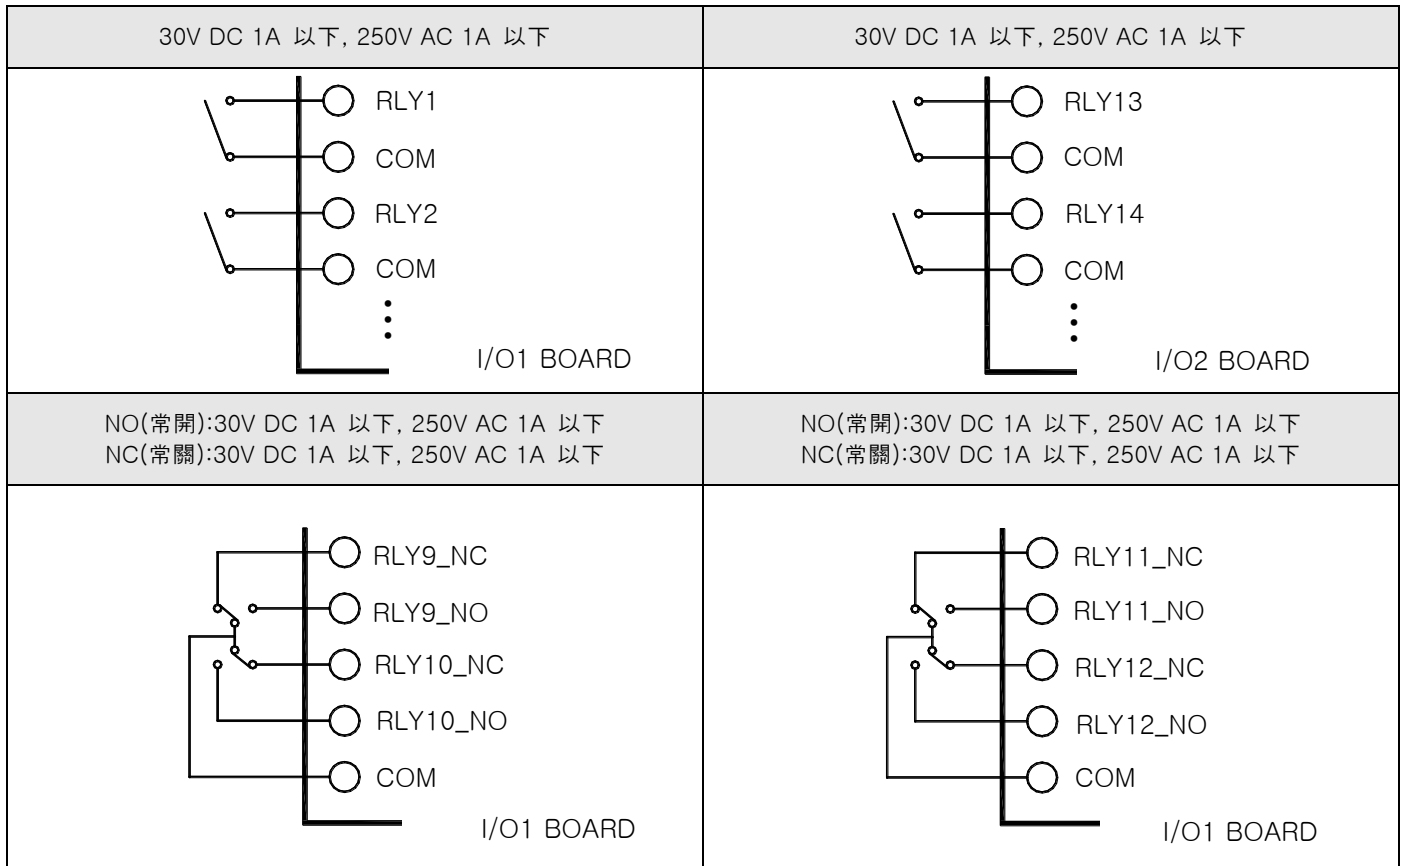 30V DC 1A 以下, 250V AC 1A 以下
30V DC 1A 以下, 250V AC 1A 以下
RLY1
COM
RLY2
COM
I/O1 BOARD
RLY13
COM
RLY14
COM
I/O2 BOARD
NO(常開):30V DC 1A 以下, 250V AC 1A 以下
NC(常關):30V DC 1A 以下, 250V AC 1A 以下
NO(常開):30V DC 1A 以下, 250V AC 1A 以下
NC(常關):30V DC 1A 以下, 250V AC 1A 以下
RLY9_NC
RLY9_NO
RLY10_NC
RLY10_NO
COM
I/O1 BOARD
RLY11_NC
RLY11_NO
RLY12_NC
RLY12_NO
COM
I/O1 BOARD